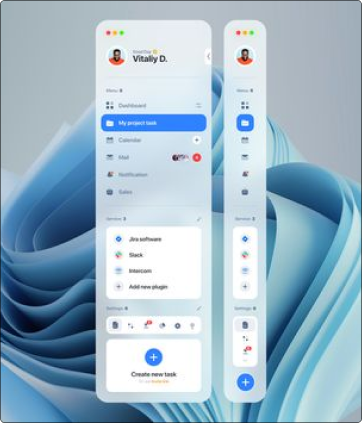 Vitaliy D.
Menu
Dashboard
My project task
Calendar
Mail
Notification
Sales
Service
Jira software
Slack
Intercom
Add new plugin
Settings
Create new task
Menu
Service
Settings